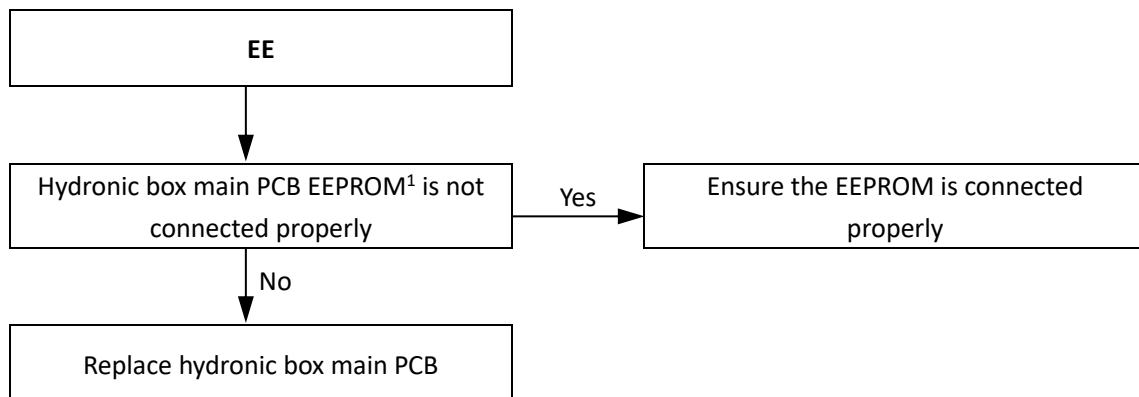 EE
Hydronic box main PCB EEPROM¹ is not
connected properly
Yes
Ensure the EEPROM is connected
properly
No
Replace hydronic box main PCB